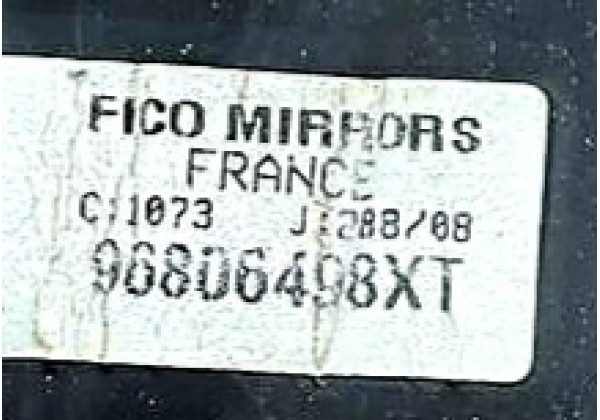 FICO MIRRORS
FRANCE
C:1073 J:288/08
96806498XT